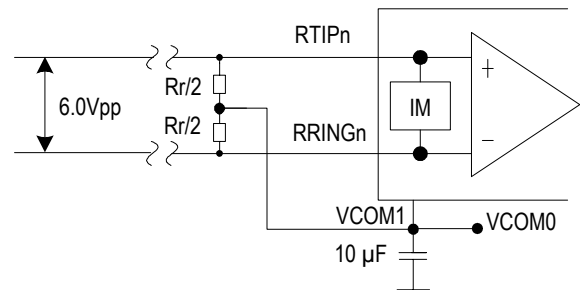 RTIPn
Rr/2
6.0Vpp
IM
Rr/2
RRINGn
+
−
VCOM1
VCOM0
10 µF